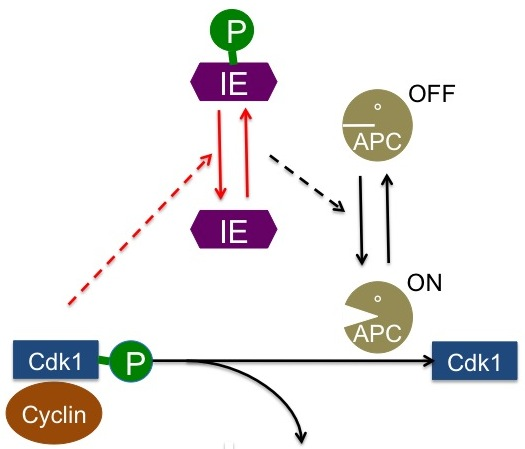 P
IE
OFF
APC
IE
ON
APC
Cdk1
P
Cdk1
Cyclin